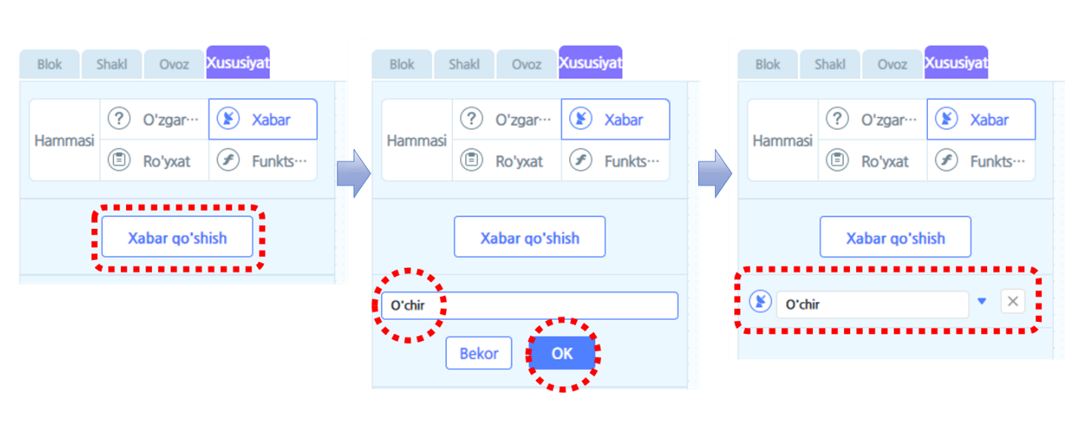 Blok Shakl Ovoz Xususiyat
Hammasi
O'zgar··· Xabar
Ro'yxat Funkts···
Xabar qo'shish
Blok Shakl Ovoz Xususiyat
Hammasi
O'zgar··· Xabar
Ro'yxat Funkts···
Xabar qo'shish
O'chir
Bekor OK
Blok Shakl Ovoz Xususiyat
Hammasi
O'zgar··· Xabar
Ro'yxat Funkts···
Xabar qo'shish
O'chir